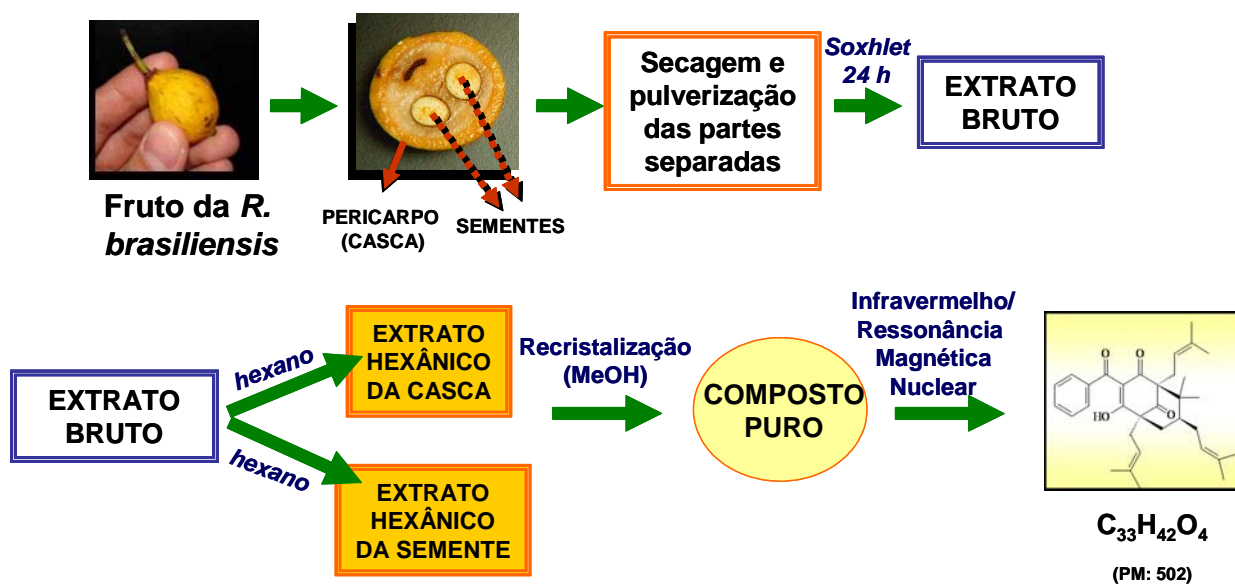 Fruto da R.
brasiliensis
PERICARPO
(CASCA)
SEMENTES
Secagem e
pulverização
das partes
separadas
Soxhlet
24 h
EXTRATO
BRUTO
EXTRATO
BRUTO
hexano
hexano
EXTRATO
HEXÂNICO
DA CASCA
EXTRATO
HEXÂNICO
DA SEMENTE
Recristalização
(MeOH)
COMPOSTO
PURO
Infravermelho/
Ressonância
Magnética
Nuclear
O
O
HO
O
C₃₃H₄₂O₄
(PM: 502)